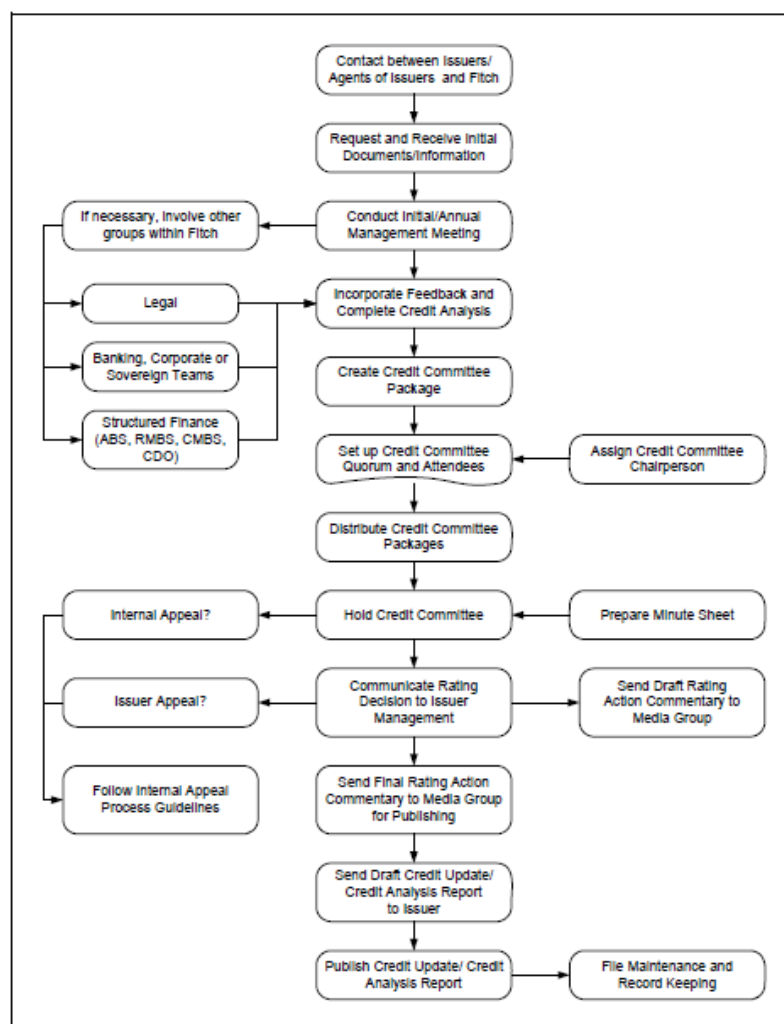 Contact between Issuers/
Agents of Issuers and Fitch
Request and Receive Initial
Documents/Information
If necessary, Involve other
groups within Fitch
Conduct Initial/Annual
Management Meeting
Legal
Incorporate Feedback and
Complete Credit Analysis
Banking, Corporate or
Sovereign Teams
Create Credit Committee
Package
Structured Finance
(ABS, RMBS, CMBS,
CDO)
Set up Credit Committee
Quorum and Attendees
Assign Credit Committee
Chairperson
Distribute Credit Committee
Packages
Internal Appeal?
Hold Credit Committee
Prepare Minute Sheet
Issuer Appeal?
Communicate Rating
Decision to Issuer
Management
Send Draft Rating
Action Commentary to
Media Group
Follow Internal Appeal
Process Guidelines
Send Final Rating Action
Commentary to Media Group
for Publishing
Send Draft Credit Update/
Credit Analysis Report
to Issuer
Publish Credit Update/ Credit
Analysis Report
File Maintenance and
Record Keeping